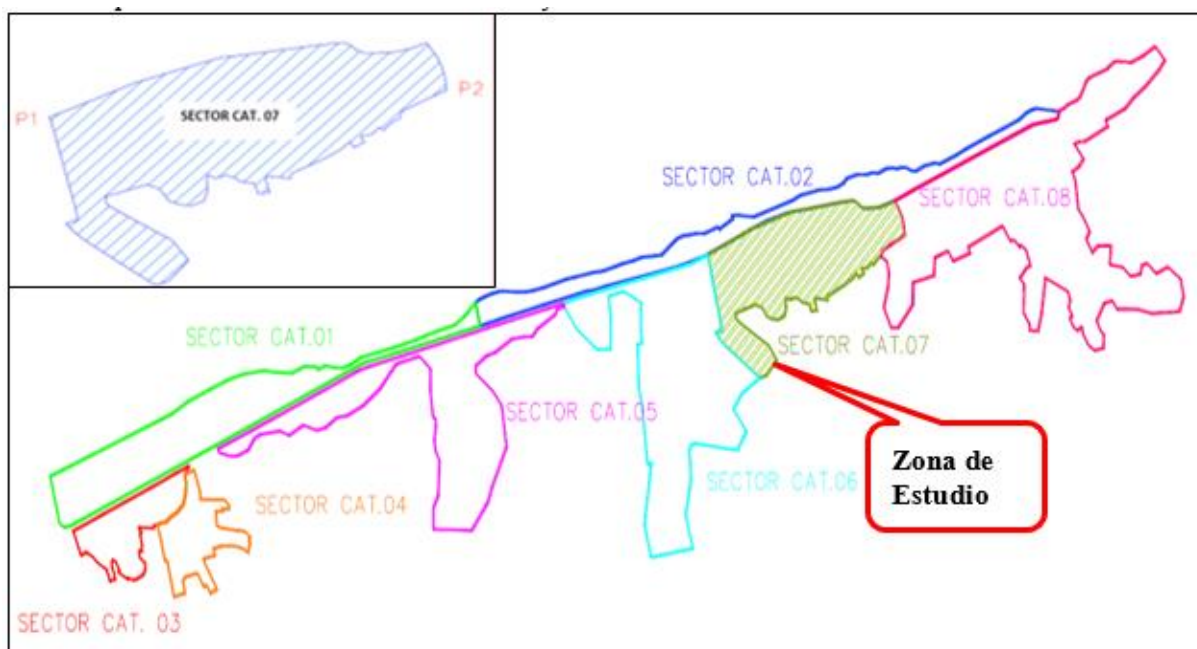 P1
SECTOR CAT. 07
P2
SECTOR CAT.02
SECTOR CAT.08
SECTOR CAT.01
SECTOR CAT.07
SECTOR CAT.05
Zona de
Estudio
SECTOR CAT.06
SECTOR CAT.04
SECTOR CAT. 03